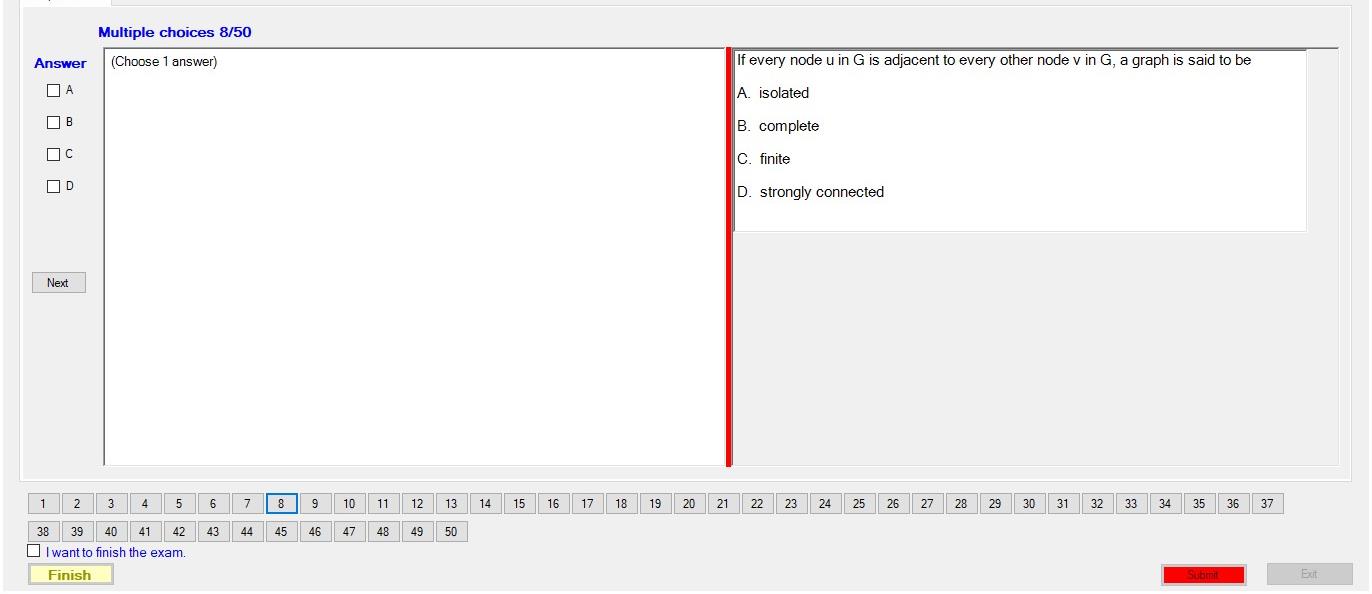 Multiple choices 8/50
Answer
(Choose 1 answer)
A
B
C
D
Next
If every node u in G is adjacent to every other node v in G, a graph is said to be
A. isolated
B. complete
C. finite
D. strongly connected
1 2 3 4 5 6 7 8 9 10 11 12 13 14 15 16 17 18 19 20 21 22 23 24 25 26 27 28 29 30 31 32 33 34 35 36 37
38 39 40 41 42 43 44 45 46 47 48 49 50
I want to finish the exam.
Finish
Submit
Exit